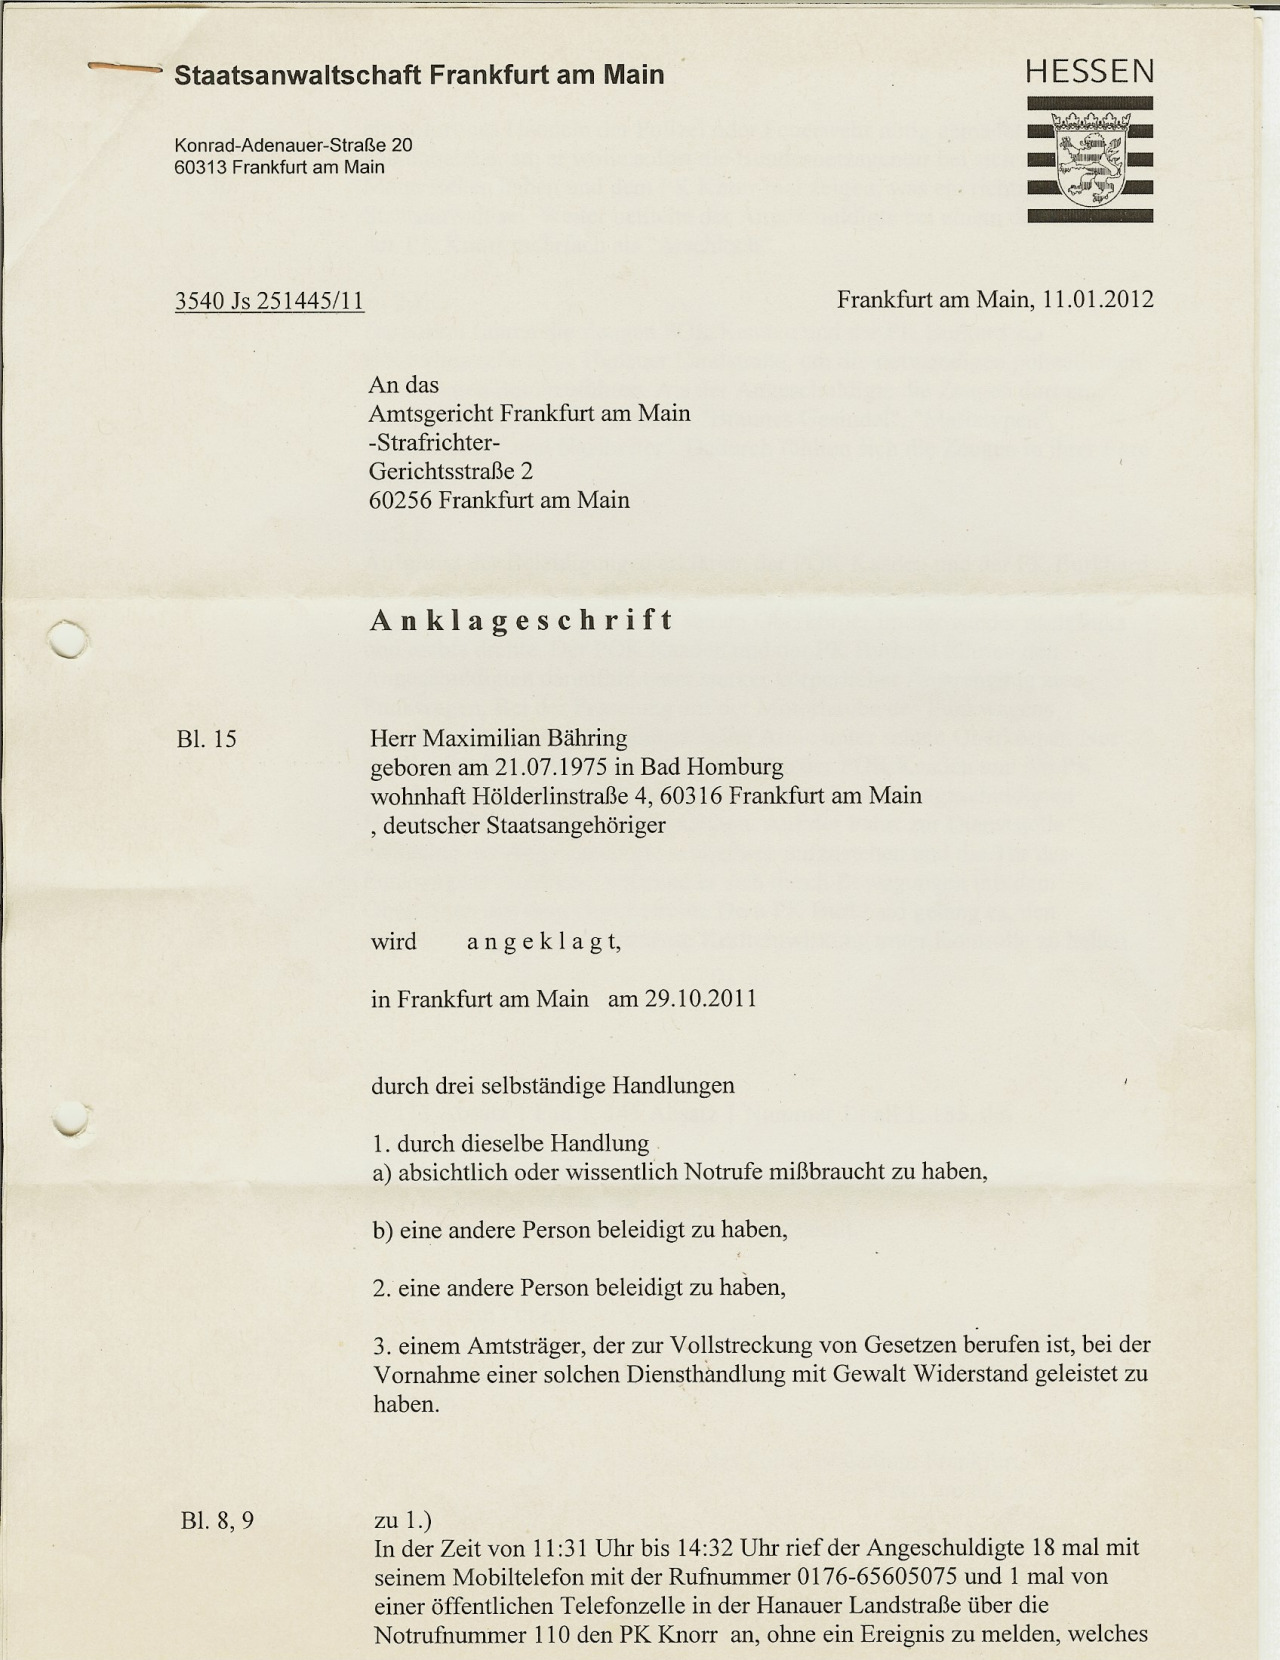 Staatsanwaltschaft Frankfurt am Main
HESSEN
Konrad-Adenauer-Straße 20
60313 Frankfurt am Main
3540 Js 251445/11
Frankfurt am Main, 11.01.2012
An das
Amtsgericht Frankfurt am Main
-Strafrichter-
Gerichtsstraße 2
60256 Frankfurt am Main
Anklageschrift
Bl. 15
Herr Maximilian Bähring
geboren am 21.07.1975 in Bad Homburg
wohnhaft Hölderlinstraße 4, 60316 Frankfurt am Main
, deutscher Staatsangehöriger
wird angeklagt,
in Frankfurt am Main am 29.10.2011
durch drei selbständige Handlungen
1. durch dieselbe Handlung
a) absichtlich oder wissentlich Notrufe mißbraucht zu haben,
b) eine andere Person beleidigt zu haben,
2. eine andere Person beleidigt zu haben,
3. einem Amtsträger, der zur Vollstreckung von Gesetzen berufen ist, bei der
Vornahme einer solchen Diensthandlung mit Gewalt Widerstand geleistet zu
haben.
Bl. 8, 9
zu 1.)
In der Zeit von 11:31 Uhr bis 14:32 Uhr rief der Angeschuldigte 18 mal mit
seinem Mobiltelefon mit der Rufnummer 0176-65605075 und 1 mal von
einer öffentlichen Telefonzelle in der Hanauer Landstraße über die
Notrufnummer 110 den PK Knorr an, ohne ein Ereignis zu melden, welches